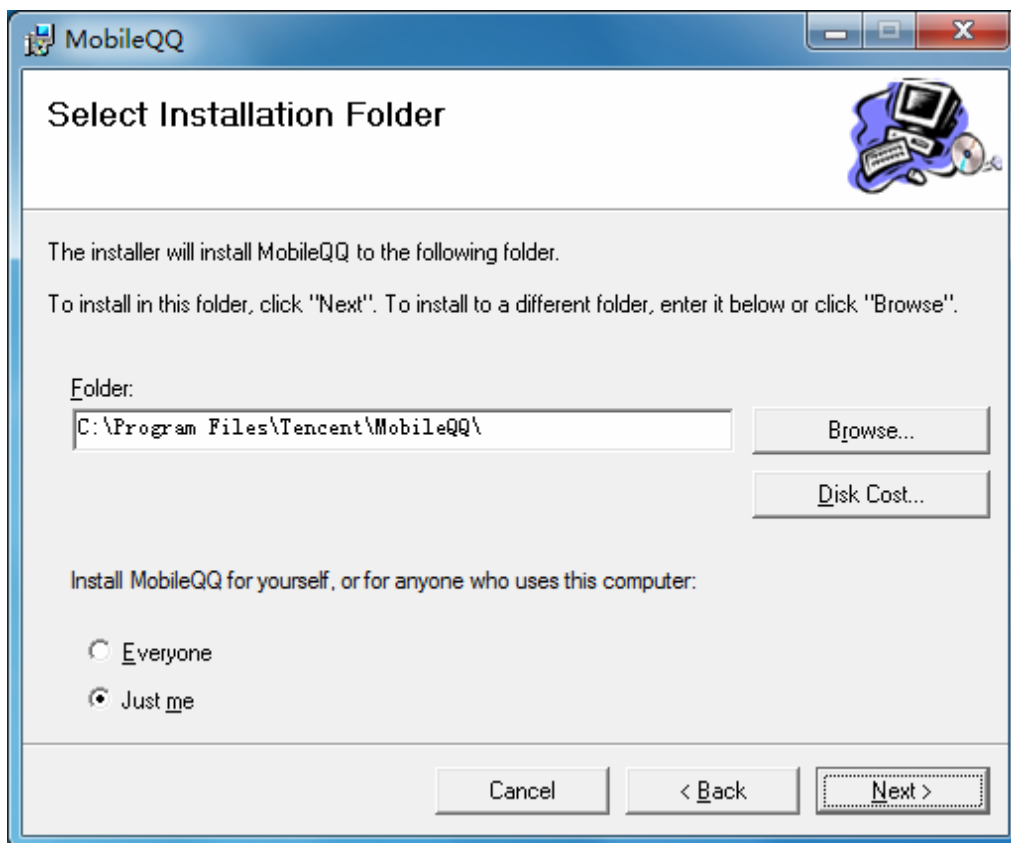 MobileQQ
Select Installation Folder
The installer will install MobileQQ to the following folder.
To install in this folder, click "Next". To install to a different folder, enter it below or click "Browse".
Folder:
C:\Program Files\Tencent\MobileQQ\
Browse...
Disk Cost...
Install MobileQQ for yourself, or for anyone who uses this computer:
Everyone
Just me
Cancel
< Back
Next >